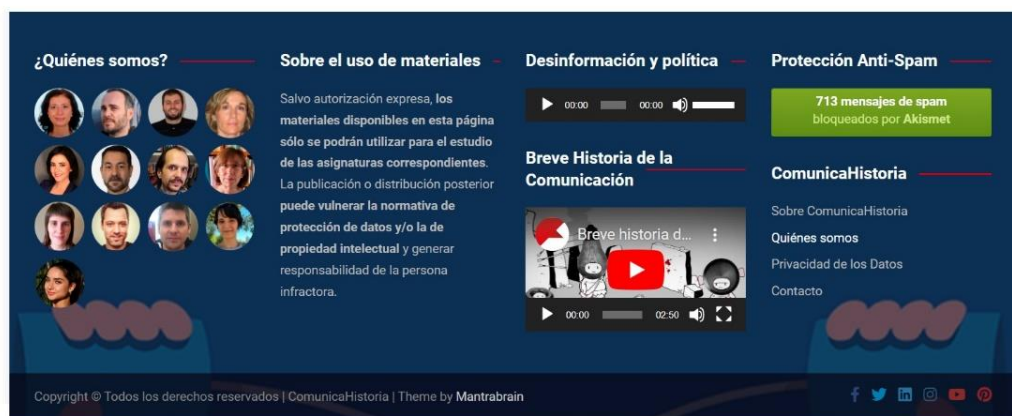 ¿Quiénes somos?
Sobre el uso de materiales
Salvo autorización expresa, los
materiales disponibles en esta página
sólo se podrán utilizar para el estudio
de las asignaturas correspondientes.
La publicación o distribución posterior
puede vulnerar la normativa de
protección de datos y/o la de
propiedad intelectual y generar
responsabilidad de la persona
infractora.
Desinformación y política
00:00 00:00
Breve Historia de la
Comunicación
Breve historia d...
00:00 02:50
Protección Anti-Spam
713 mensajes de spam
bloqueados por Akismet
ComunicaHistoria
Sobre ComunicaHistoria
Quiénes somos
Privacidad de los Datos
Contacto
Copyright © Todos los derechos reservados | ComunicaHistoria | Theme by Mantrabrain